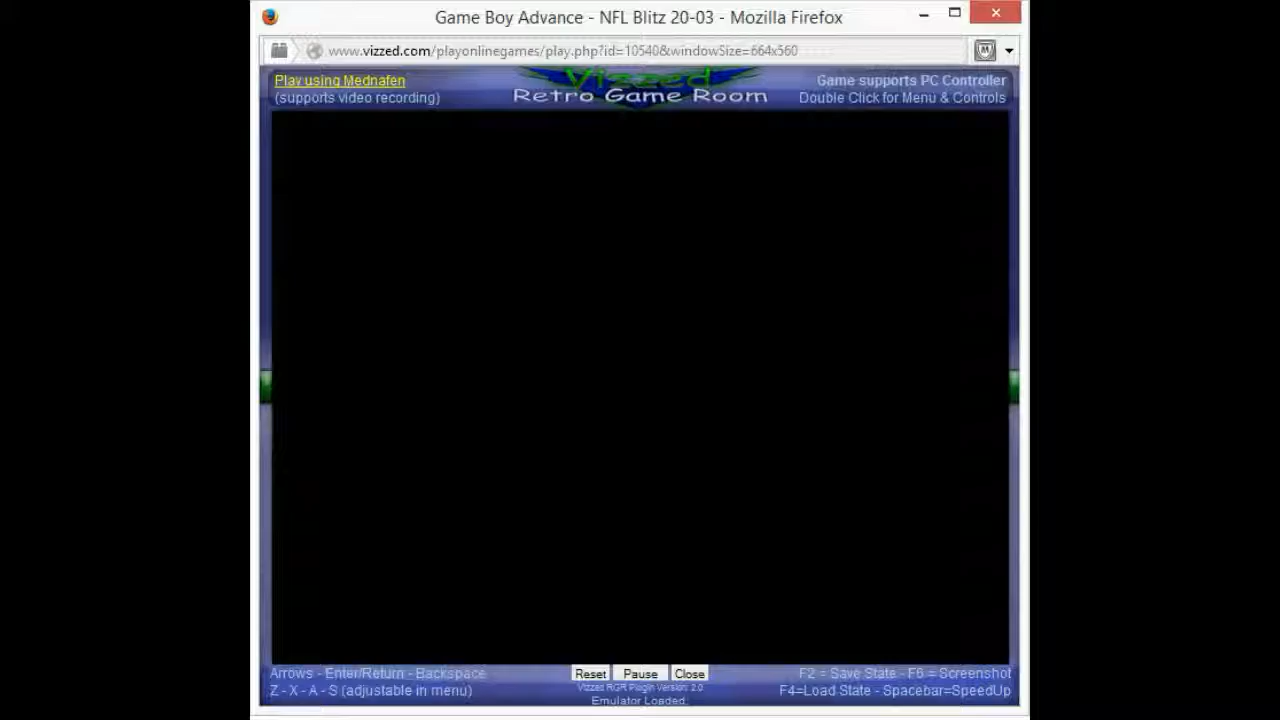 Game Boy Advance - NFL Blitz 20-03 - Mozilla Firefox
www.vizzed.com/playonlinegames/play.php?id=10540&windowSize=664x560
Play using Mednafen
(supports video recording)
Vizzed
Retro Game Room
Game supports PC Controller
Double Click for Menu & Controls
Arrows - Enter/Return - Backspace
Z - X - A - S (adjustable in menu)
Reset Pause Close
Vizzed RGR Plugin Version: 2.0
Emulator Loaded.
F2 = Save State - F6 = Screenshot
F4=Load State - Spacebar=SpeedUp